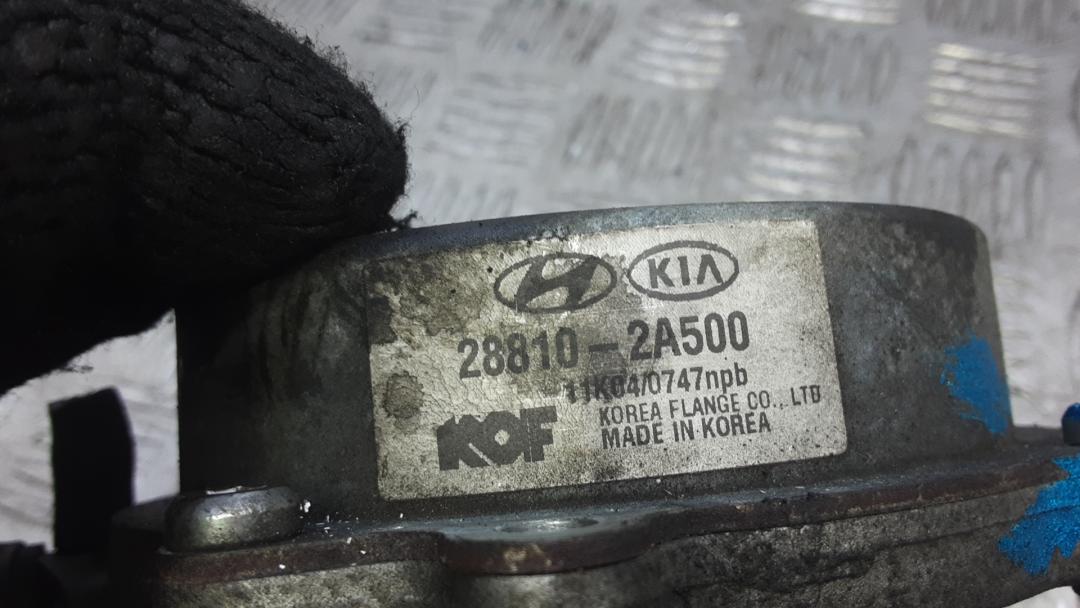 KIA
28810-2A500
11K04/0747npb
KOF
KOREA FLANGE CO., LTD
MADE IN KOREA